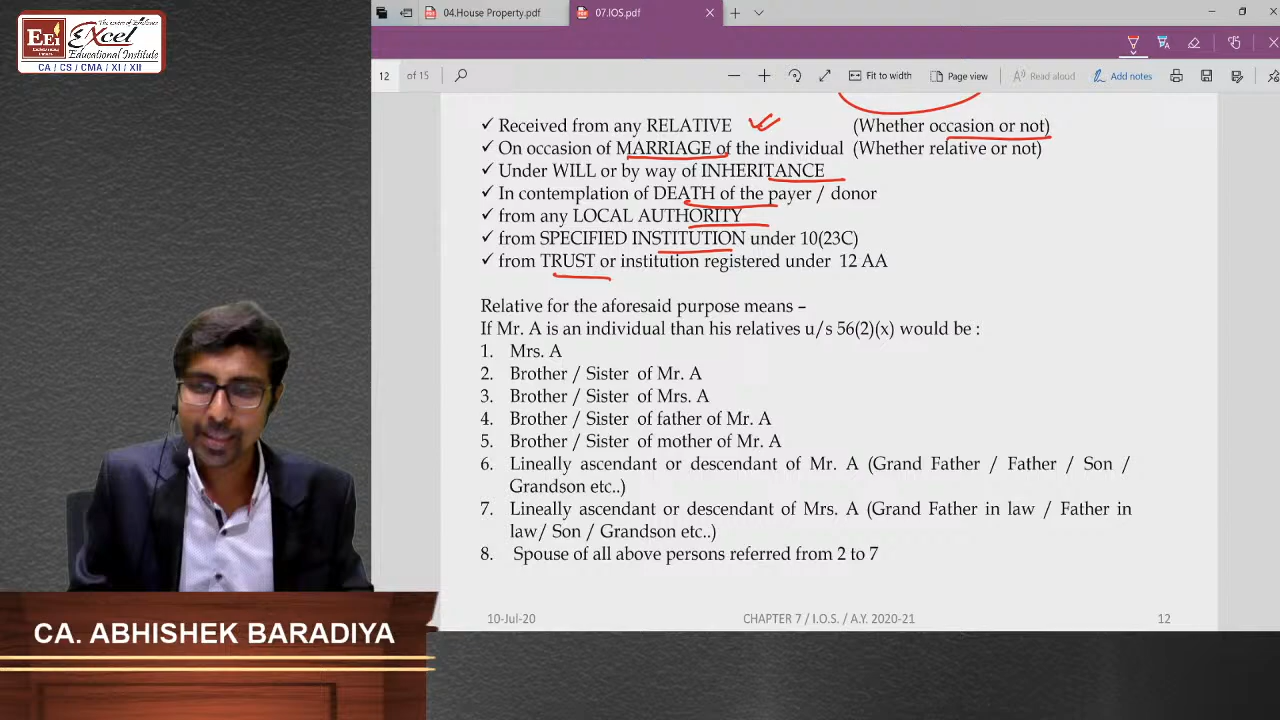 EEi
Excel
Educational Institute
CA / CS / CMA / XI / XII
04.House Property.pdf
07.IOS.pdf
12 of 15
Fit to width
Page view
Read aloud
Add notes
✓ Received from any RELATIVE (Whether occasion or not)
✓ On occasion of MARRIAGE of the individual (Whether relative or not)
✓ Under WILL or by way of INHERITANCE
✓ In contemplation of DEATH of the payer / donor
✓ from any LOCAL AUTHORITY
✓ from SPECIFIED INSTITUTION under 10(23C)
✓ from TRUST or institution registered under 12 AA
Relative for the aforesaid purpose means –
If Mr. A is an individual than his relatives u/s 56(2)(x) would be :
1. Mrs. A
2. Brother / Sister of Mr. A
3. Brother / Sister of Mrs. A
4. Brother / Sister of father of Mr. A
5. Brother / Sister of mother of Mr. A
6. Lineally ascendant or descendant of Mr. A (Grand Father / Father / Son /
Grandson etc..)
7. Lineally ascendant or descendant of Mrs. A (Grand Father in law / Father in
law/ Son / Grandson etc..)
8. Spouse of all above persons referred from 2 to 7
10-Jul-20 CHAPTER 7 / I.O.S. / A.Y. 2020-21 12
CA. ABHISHEK BARADIYA